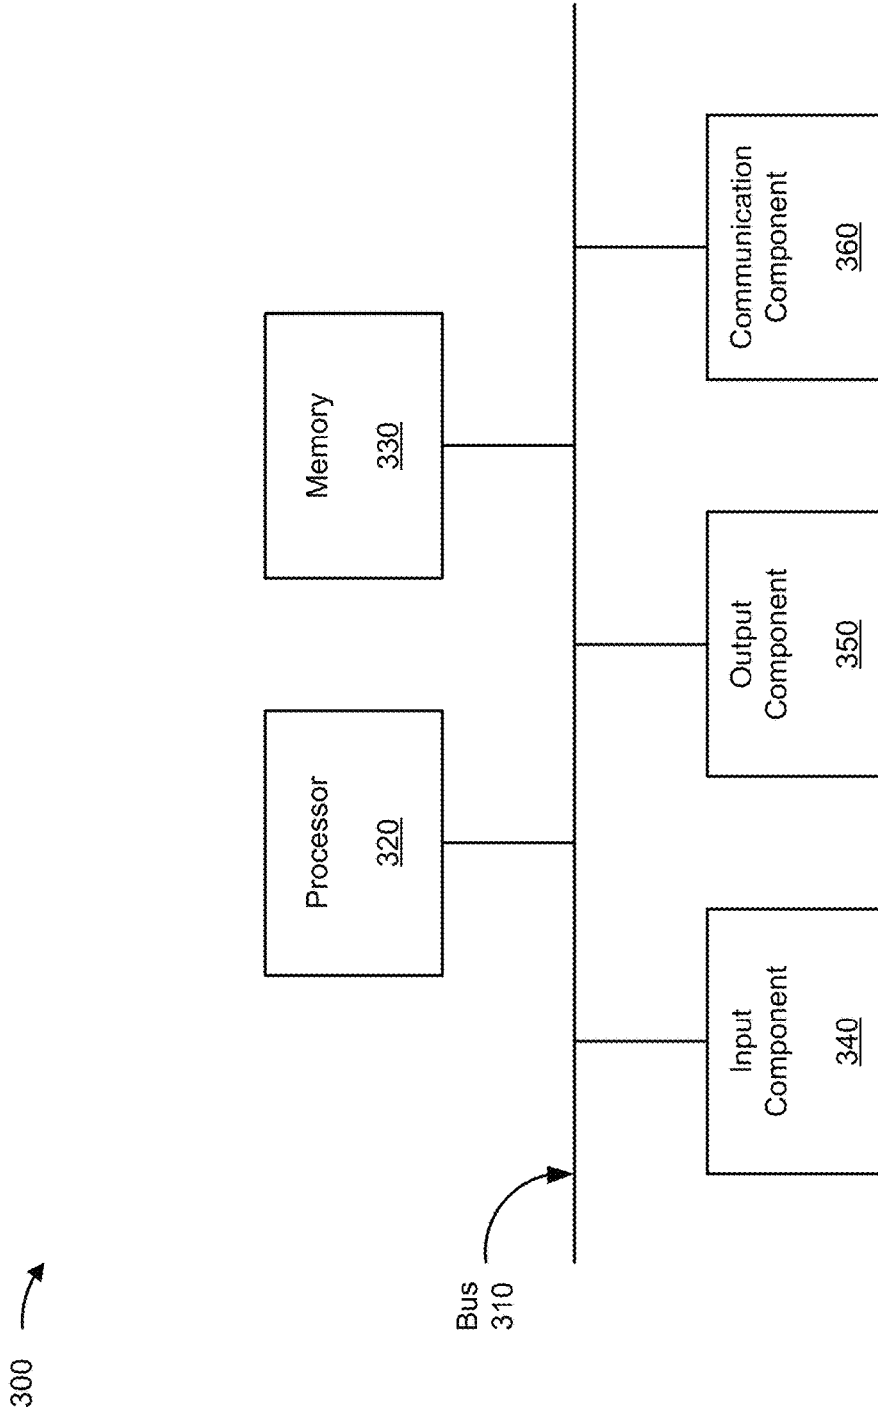 300
Processor
320
Memory
330
Bus
310
Input
Component
340
Output
Component
350
Communication
Component
360